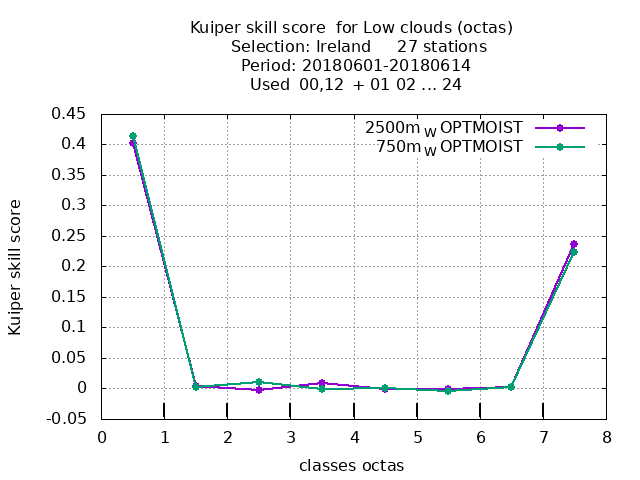 Kuiper skill score  for Low clouds (octas)
Selection: Ireland     27 stations
Period: 20180601-20180614
Used  00,12  + 01 02 ... 24
2500m W OPTMOIST
750m W OPTMOIST
0.45
0.4
0.35
0.3
0.25
0.2
0.15
0.1
0.05
0
-0.05
Kuiper skill score
0 1 2 3 4 5 6 7 8
classes octas